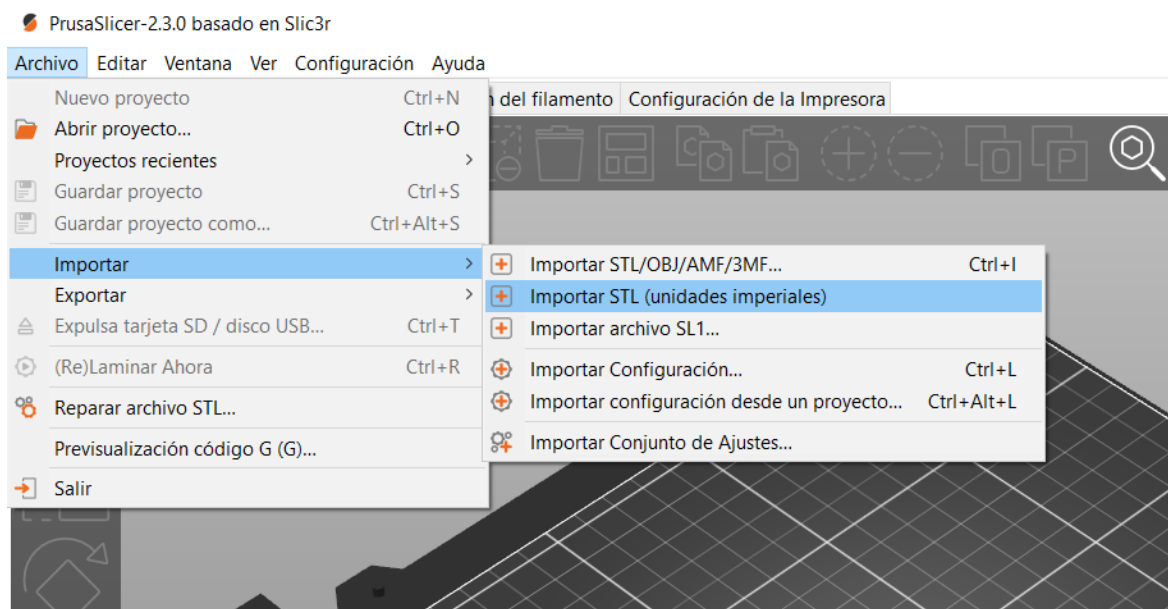 PrusaSlicer-2.3.0 basado en Slic3r
Archivo Editar Ventana Ver Configuración Ayuda
del filamento Configuración de la Impresora
Nuevo proyecto Ctrl+N
Abrir proyecto... Ctrl+O
Proyectos recientes >
Guardar proyecto Ctrl+S
Guardar proyecto como... Ctrl+Alt+S
Importar >
Exportar >
Expulsa tarjeta SD / disco USB... Ctrl+T
(Re)Laminar Ahora Ctrl+R
Reparar archivo STL...
Previsualización código G (G)...
Salir
Importar STL/OBJ/AMF/3MF... Ctrl+I
Importar STL (unidades imperiales)
Importar archivo SL1...
Importar Configuración... Ctrl+L
Importar configuración desde un proyecto... Ctrl+Alt+L
Importar Conjunto de Ajustes...